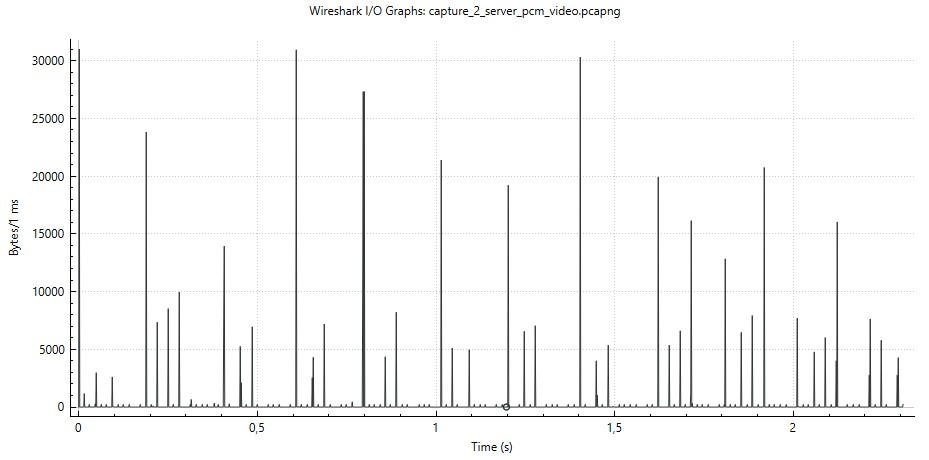 Wireshark I/O Graphs: capture_2_server_pcm_video.pcapng
Bytes/1 ms
30000
25000
20000
15000
10000
5000
0
0 0,5 1 1,5 2
Time (s)